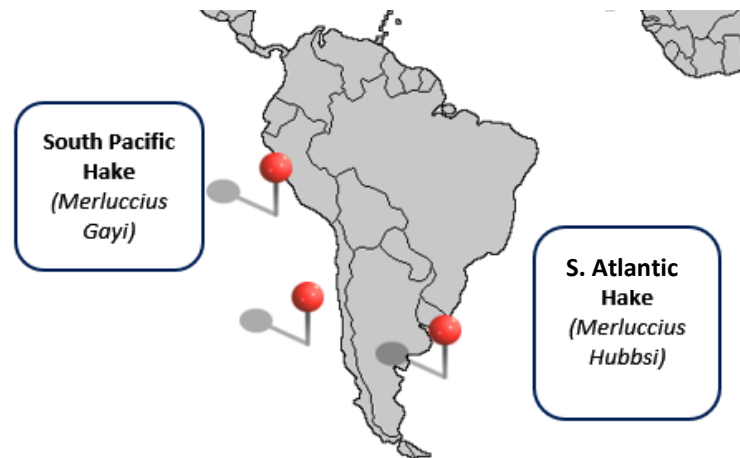 South Pacific
Hake
(Merluccius
Gayi)
S. Atlantic
Hake
(Merluccius
Hubbsi)